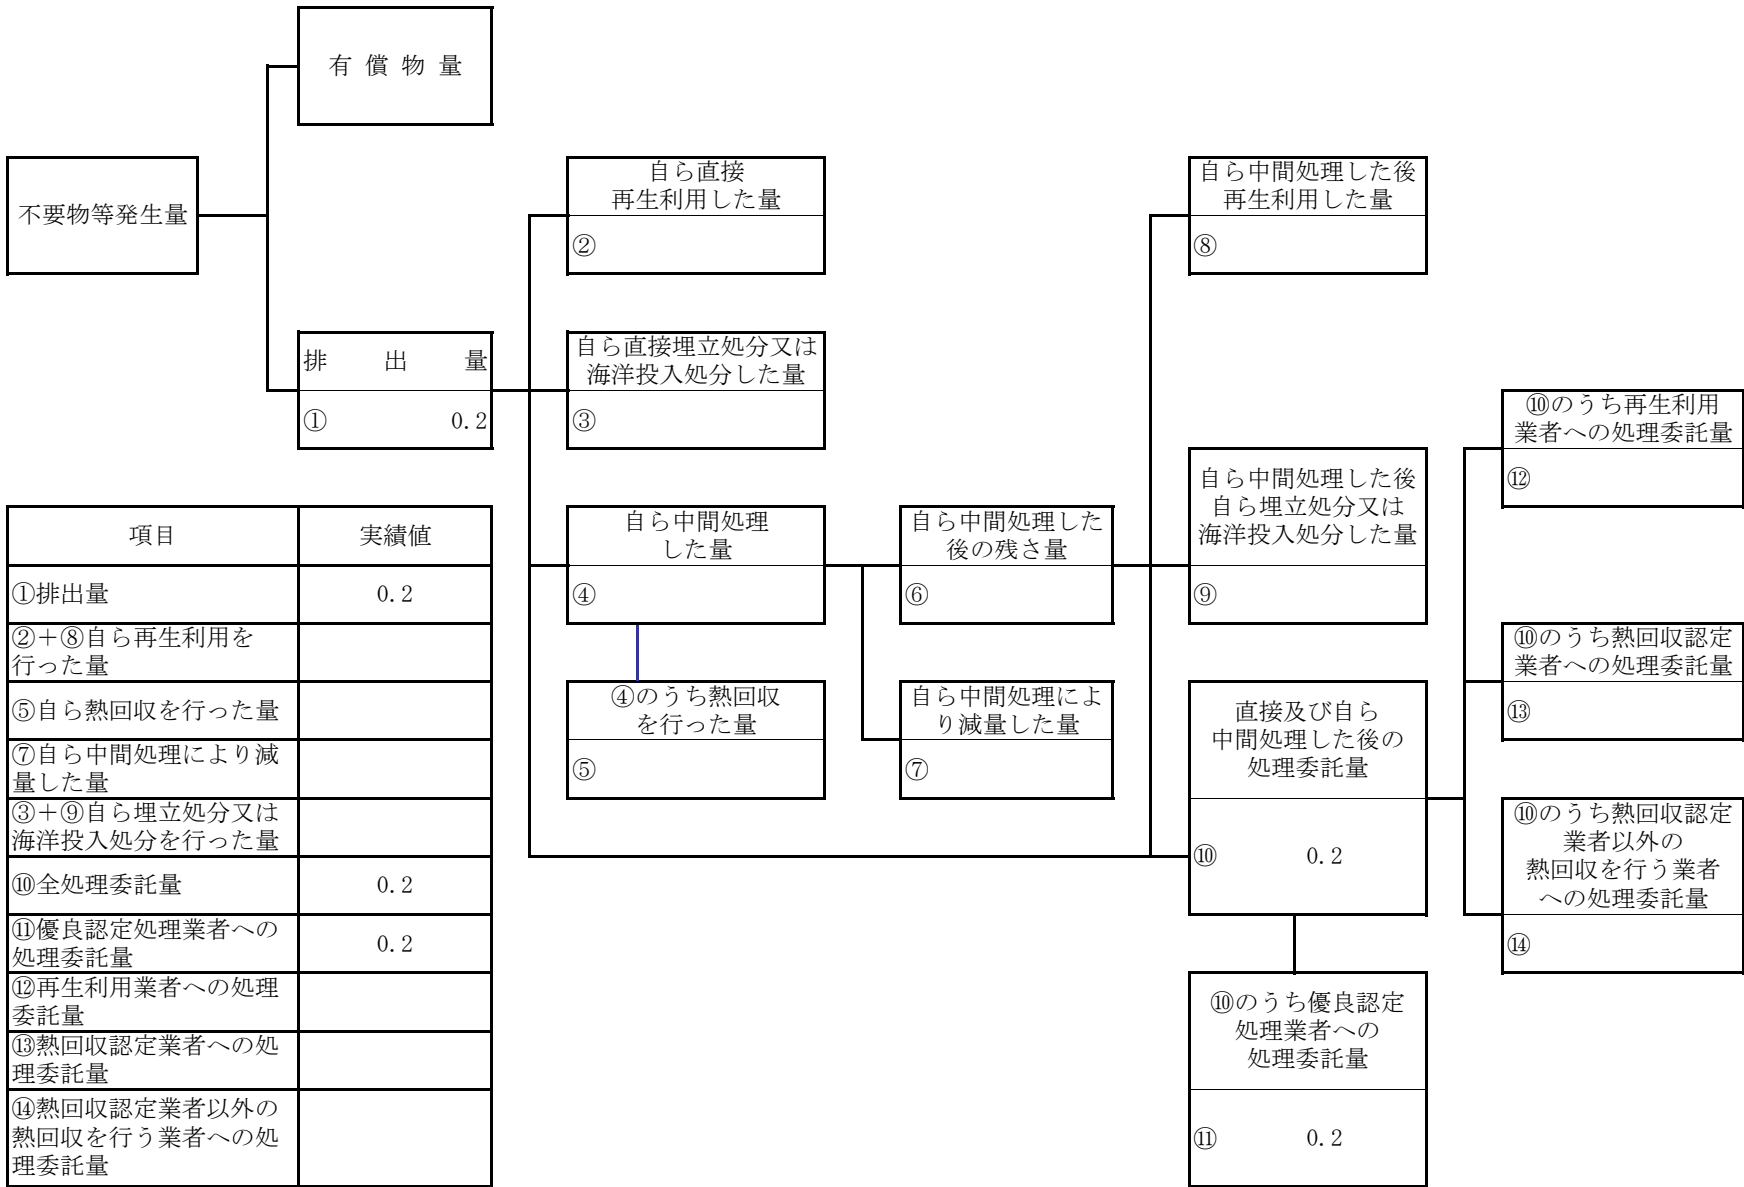 有償物量
不要物等発生量
自ら直接
再生利用した量
②
自ら中間処理した後
再生利用した量
⑧
排出量
① 0.2
自ら直接埋立処分又は
海洋投入処分した量
③
⑩のうち再生利用
業者への処理委託量
⑫
自ら中間処理
した量
④
自ら中間処理した
後の残さ量
⑥
自ら中間処理した後
自ら埋立処分又は
海洋投入処分した量
⑨
⑩のうち熱回収認定
業者への処理委託量
⑬
④のうち熱回収
を行った量
⑤
自ら中間処理によ
り減量した量
⑦
直接及び自ら
中間処理した後の
処理委託量
⑩ 0.2
⑩のうち熱回収認定
業者以外の
熱回収を行う業者
への処理委託量
⑭
⑩のうち優良認定
処理業者への
処理委託量
⑪ 0.2
項目 実績値
①排出量 0.2
②＋⑧自ら再生利用を
行った量
⑤自ら熱回収を行った量
⑦自ら中間処理により減
量した量
③＋⑨自ら埋立処分又は
海洋投入処分を行った量
⑩全処理委託量 0.2
⑪優良認定処理業者への
処理委託量 0.2
⑫再生利用業者への処理
委託量
⑬熱回収認定業者への処
理委託量
⑭熱回収認定業者以外の
熱回収を行う業者への処
理委託量